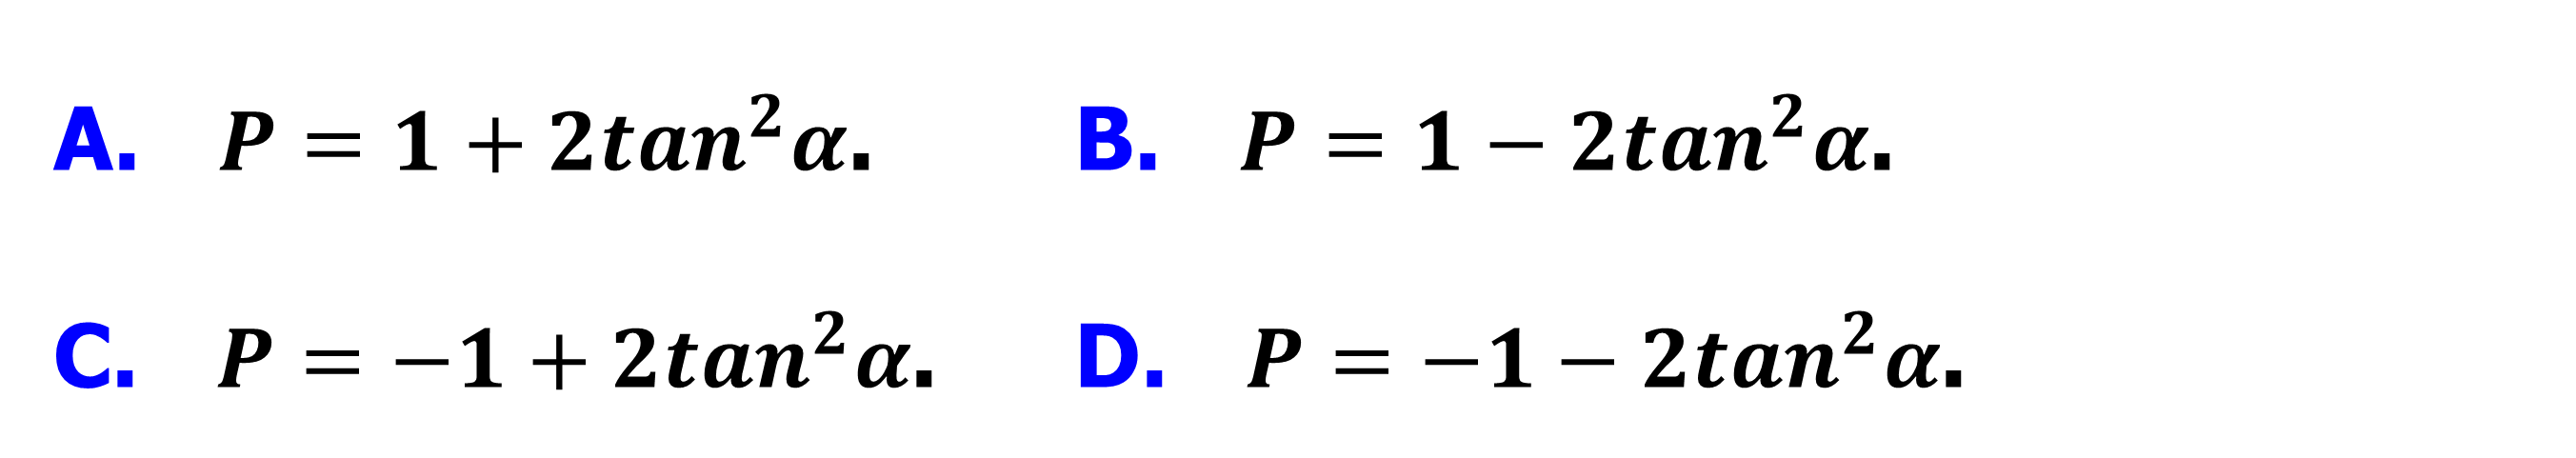 A. P = 1 + 2tan²α. B. P = 1 − 2tan²α.
C. P = −1 + 2tan²α. D. P = −1 − 2tan²α.